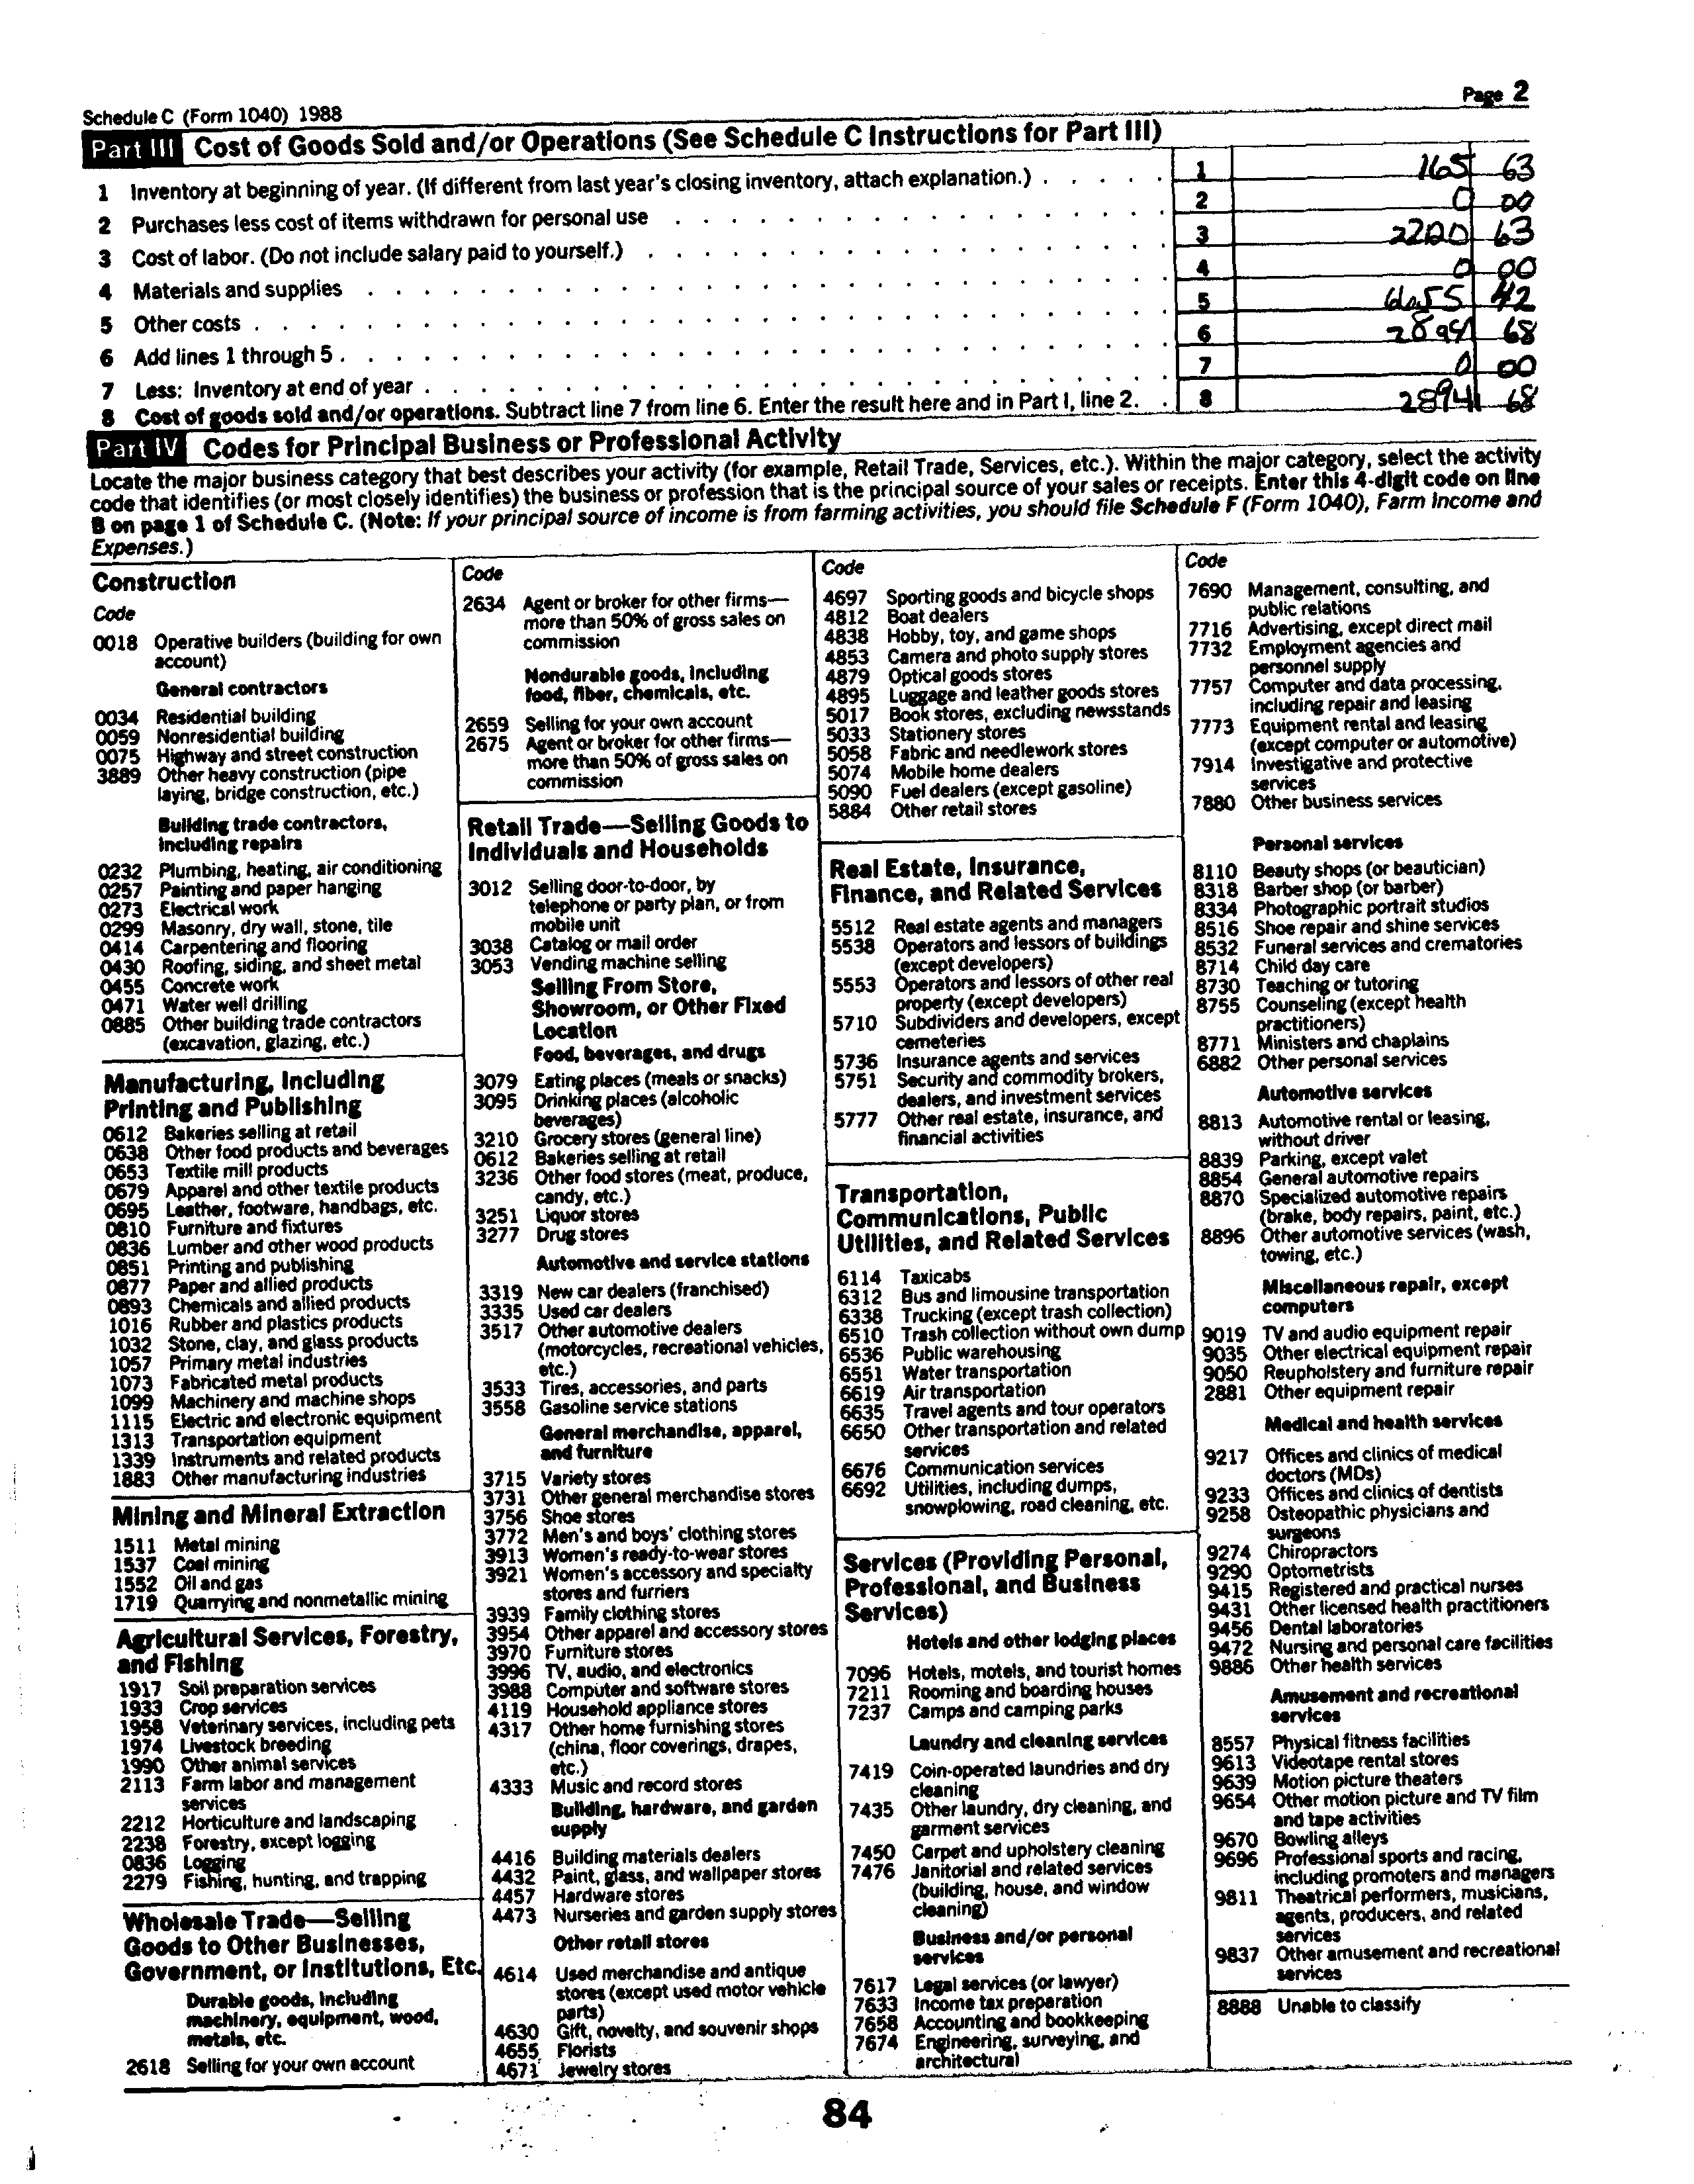 Schedule C (Form 1040) 1988
Page 2
Part III Cost of Goods Sold and/or Operations (See Schedule C Instructions for Part III)
1 Inventory at beginning of year. (If different from last year's closing inventory, attach explanation.) . . . . . 1 165 63
2 Purchases less cost of items withdrawn for personal use 2 0 00
3 Cost of labor. (Do not include salary paid to yourself.) 3 22120 63
4 Materials and supplies 4 0 00
5 Other costs 5 6655 42
6 Add lines 1 through 5 6 28941 68
7 Less: Inventory at end of year 7 0 00
8 Cost of goods sold and/or operations. Subtract line 7 from line 6. Enter the result here and in Part I, line 2. . 8 28941 68
Part IV Codes for Principal Business or Professional Activity
Locate the major business category that best describes your activity (for example, Retail Trade, Services, etc.). Within the major category, select the activity
code that identifies (or most closely identifies) the business or profession that is the principal source of your sales or receipts. Enter this 4-digit code on line
B on page 1 of Schedule C. (Note: If your principal source of income is from farming activities, you should file Schedule F (Form 1040), Farm Income and
Expenses.)
Construction
Code
0018 Operative builders (building for own
account)
General contractors
0034 Residential building
0059 Nonresidential building
0075 Highway and street construction
3889 Other heavy construction (pipe
laying, bridge construction, etc.)
Building trade contractors,
including repairs
0232 Plumbing, heating, air conditioning
0257 Painting and paper hanging
0273 Electrical work
0299 Masonry, dry wall, stone, tile
0414 Carpentering and flooring
0430 Roofing, siding, and sheet metal
0455 Concrete work
0471 Water well drilling
0885 Other building trade contractors
(excavation, glazing, etc.)
Manufacturing, Including
Printing and Publishing
0612 Bakeries selling at retail
0638 Other food products and beverages
0653 Textile mill products
0679 Apparel and other textile products
0695 Leather, footware, handbags, etc.
0810 Furniture and fixtures
0836 Lumber and other wood products
0851 Printing and publishing
0877 Paper and allied products
0893 Chemicals and allied products
1016 Rubber and plastics products
1032 Stone, clay, and glass products
1057 Primary metal industries
1073 Fabricated metal products
1099 Machinery and machine shops
1115 Electric and electronic equipment
1313 Transportation equipment
1339 Instruments and related products
1883 Other manufacturing industries
Mining and Mineral Extraction
1511 Metal mining
1537 Coal mining
1552 Oil and gas
1719 Quarrying and nonmetallic mining
Agricultural Services, Forestry,
and Fishing
1917 Soil preparation services
1933 Crop services
1958 Veterinary services, including pets
1974 Livestock breeding
1990 Other animal services
2113 Farm labor and management
services
2212 Horticulture and landscaping
2238 Forestry, except logging
0836 Logging
2279 Fishing, hunting, and trapping
Wholesale Trade—Selling
Goods to Other Businesses,
Government, or Institutions, Etc.
Durable goods, including
machinery, equipment, wood,
metals, etc.
2618 Selling for your own account
Code
2634 Agent or broker for other firms—
more than 50% of gross sales on
commission
Nondurable goods, including
food, fiber, chemicals, etc.
2659 Selling for your own account
2675 Agent or broker for other firms—
more than 50% of gross sales on
commission
Retail Trade—Selling Goods to
Individuals and Households
3012 Selling door-to-door, by
telephone or party plan, or from
mobile unit
3038 Catalog or mail order
3053 Vending machine selling
Selling From Store,
Showroom, or Other Fixed
Location
Food, beverages, and drugs
3079 Eating places (meals or snacks)
3095 Drinking places (alcoholic
beverages)
3210 Grocery stores (general line)
0612 Bakeries selling at retail
3236 Other food stores (meat, produce,
candy, etc.)
3251 Liquor stores
3277 Drug stores
Automotive and service stations
3319 New car dealers (franchised)
3335 Used car dealers
3517 Other automotive dealers
(motorcycles, recreational vehicles,
etc.)
3533 Tires, accessories, and parts
3558 Gasoline service stations
General merchandise, apparel,
and furniture
3715 Variety stores
3731 Other general merchandise stores
3756 Shoe stores
3772 Men's and boys' clothing stores
3913 Women's ready-to-wear stores
3921 Women's accessory and specialty
stores and furriers
3939 Family clothing stores
3954 Other apparel and accessory stores
3970 Furniture stores
3996 TV, audio, and electronics
3988 Computer and software stores
4119 Household appliance stores
4317 Other home furnishing stores
(china, floor coverings, drapes,
etc.)
4333 Music and record stores
Building, hardware, and garden
supply
4416 Building materials dealers
4432 Paint, glass, and wallpaper stores
4457 Hardware stores
4473 Nurseries and garden supply stores
Other retail stores
4614 Used merchandise and antique
stores (except used motor vehicle
parts)
4630 Gift, novelty, and souvenir shops
4655 Florists
4671 Jewelry stores
Code
4697 Sporting goods and bicycle shops
4812 Boat dealers
4838 Hobby, toy, and game shops
4853 Camera and photo supply stores
4879 Optical goods stores
4895 Luggage and leather goods stores
5017 Book stores, excluding newsstands
5033 Stationery stores
5058 Fabric and needlework stores
5074 Mobile home dealers
5090 Fuel dealers (except gasoline)
5884 Other retail stores
Real Estate, Insurance,
Finance, and Related Services
5512 Real estate agents and managers
5538 Operators and lessors of buildings
(except developers)
5553 Operators and lessors of other real
property (except developers)
5710 Subdividers and developers, except
cemeteries
5736 Insurance agents and services
5751 Security and commodity brokers,
dealers, and investment services
5777 Other real estate, insurance, and
financial activities
Transportation,
Communications, Public
Utilities, and Related Services
6114 Taxicabs
6312 Bus and limousine transportation
6338 Trucking (except trash collection)
6510 Trash collection without own dump
6536 Public warehousing
6551 Water transportation
6619 Air transportation
6635 Travel agents and tour operators
6650 Other transportation and related
services
6676 Communication services
6692 Utilities, including dumps,
snowplowing, road cleaning, etc.
Services (Providing Personal,
Professional, and Business
Services)
Hotels and other lodging places
7096 Hotels, motels, and tourist homes
7211 Rooming and boarding houses
7237 Camps and camping parks
Laundry and cleaning services
7419 Coin-operated laundries and dry
cleaning
7435 Other laundry, dry cleaning, and
garment services
7450 Carpet and upholstery cleaning
7476 Janitorial and related services
(building, house, and window
cleaning)
Business and/or personal
services
7617 Legal services (or lawyer)
7633 Income tax preparation
7658 Accounting and bookkeeping
7674 Engineering, surveying, and
architectural
Code
7690 Management, consulting, and
public relations
7716 Advertising, except direct mail
7732 Employment agencies and
personnel supply
7757 Computer and data processing,
including repair and leasing
7773 Equipment rental and leasing
(except computer or automotive)
7914 Investigative and protective
services
7880 Other business services
Personal services
8110 Beauty shops (or beautician)
8318 Barber shop (or barber)
8334 Photographic portrait studios
8516 Shoe repair and shine services
8532 Funeral services and crematories
8714 Child day care
8730 Teaching or tutoring
8755 Counseling (except health
practitioners)
8771 Ministers and chaplains
6882 Other personal services
Automotive services
8813 Automotive rental or leasing,
without driver
8839 Parking, except valet
8854 General automotive repairs
8870 Specialized automotive repairs
(brake, body repairs, paint, etc.)
8896 Other automotive services (wash,
towing, etc.)
Miscellaneous repair, except
computers
9019 TV and audio equipment repair
9035 Other electrical equipment repair
9050 Reupholstery and furniture repair
2881 Other equipment repair
Medical and health services
9217 Offices and clinics of medical
doctors (MDs)
9233 Offices and clinics of dentists
9258 Osteopathic physicians and
surgeons
9274 Chiropractors
9290 Optometrists
9415 Registered and practical nurses
9431 Other licensed health practitioners
9456 Dental laboratories
9472 Nursing and personal care facilities
9886 Other health services
Amusement and recreational
services
8557 Physical fitness facilities
9613 Videotape rental stores
9639 Motion picture theaters
9654 Other motion picture and TV film
and tape activities
9670 Bowling alleys
9696 Professional sports and racing,
including promoters and managers
9811 Theatrical performers, musicians,
agents, producers, and related
services
9837 Other amusement and recreational
services
8888 Unable to classify
84